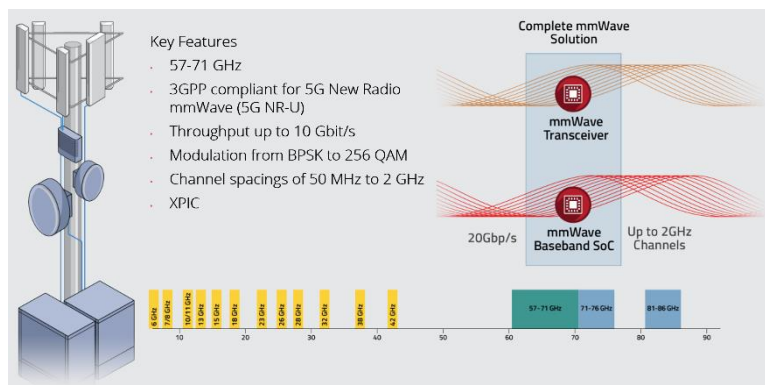 Key Features
57-71 GHz
3GPP compliant for 5G New Radio
mmWave (5G NR-U)
Throughput up to 10 Gbit/s
Modulation from BPSK to 256 QAM
Channel spacings of 50 MHz to 2 GHz
XPIC
Complete mmWave
Solution
mmWave
Transceiver
20Gbp/s
mmWave
Baseband SoC
Up to 2GHz
Channels
6 GHz
7/8 GHz
10/11 GHz
13 GHz
15 GHz
18 GHz
23 GHz
26 GHz
28 GHz
32 GHz
38 GHz
42 GHz
57-71 GHz
71-76 GHz
81-86 GHz
10
20
30
40
50
60
70
80
90